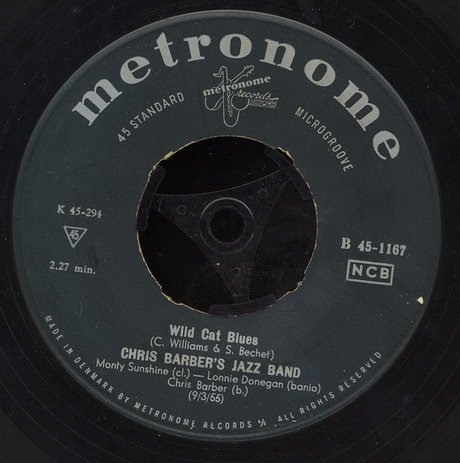 metronome
metronome
records
45 STANDARD
MICROGROOVE
K 45-294
45
2.27 min.
B 45-1167
NCB
Wild Cat Blues
(C. Williams & S. Bechet)
CHRIS BARBER'S JAZZ BAND
Monty Sunshine (cl.) — Lonnie Donegan (banio)
Chris Barber (b.)
(9/3/55)
MADE IN DENMARK BY METRONOME RECORDS A/S ALL RIGHTS RESERVED